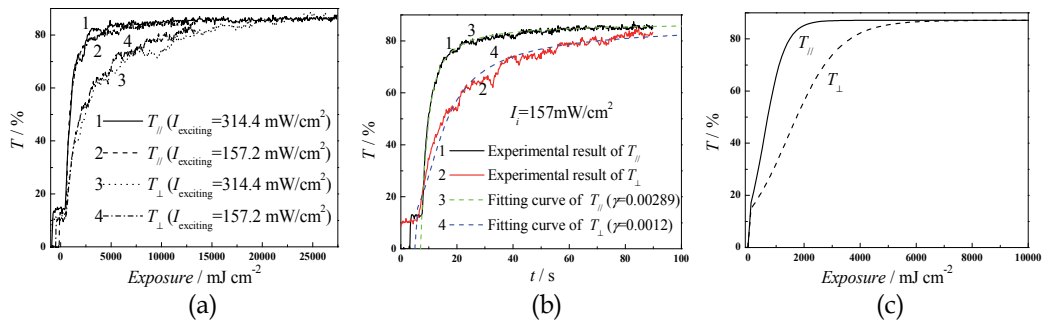 80
60
40
20
0
T / %
0 5000 10000 15000 20000 25000
Exposure / mJ cm-2
1
2
4
3
1 T// (Iexciting=314.4 mW/cm2)
2 T// (Iexciting=157.2 mW/cm2)
3 T⊥ (Iexciting=314.4 mW/cm2)
4 T⊥ (Iexciting=157.2 mW/cm2)
(a)
80
60
40
20
0
T / %
0 20 40 60 80 100
t / s
1 3
4
2
Ii=157mW/cm2
1 Experimental result of T//
2 Experimental result of T⊥
3 Fitting curve of T// (γ=0.00289)
4 Fitting curve of T⊥ (γ=0.0012)
(b)
80
60
40
20
0
T / %
0 2000 4000 6000 8000 10000
Exposure / mJ cm-2
T//
T⊥
(c)